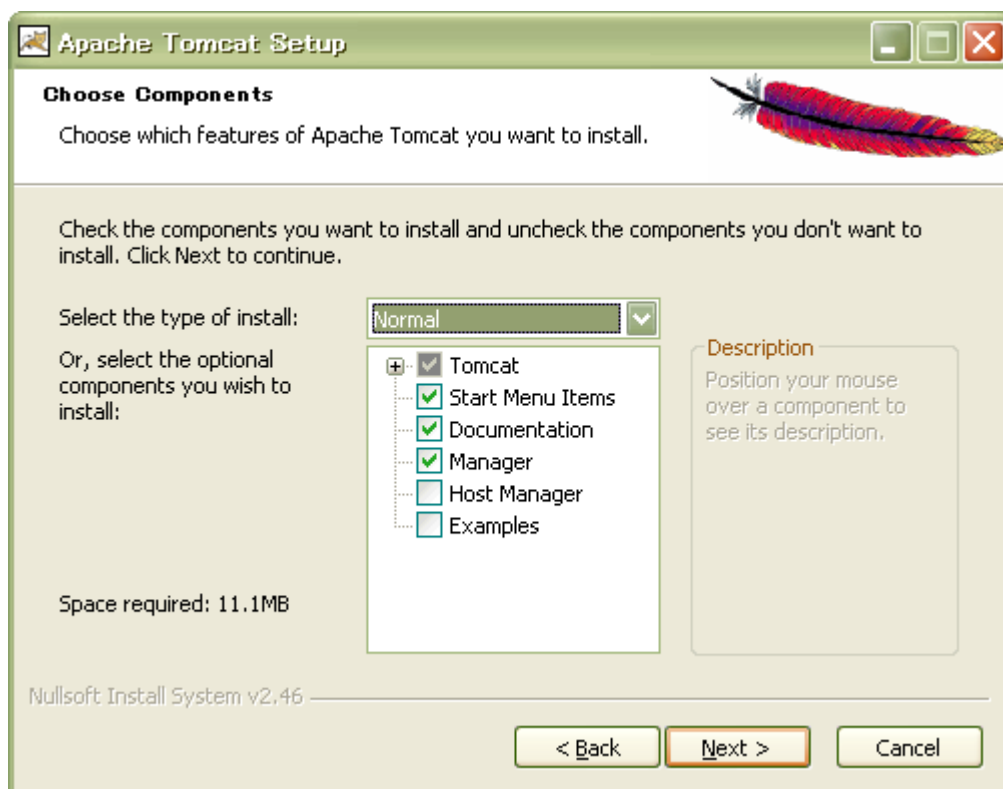 Apache Tomcat Setup
Choose Components
Choose which features of Apache Tomcat you want to install.
Check the components you want to install and uncheck the components you don't want to
install. Click Next to continue.
Select the type of install:
Normal
Or, select the optional
components you wish to
install:
Tomcat
Start Menu Items
Documentation
Manager
Host Manager
Examples
Description
Position your mouse
over a component to
see its description.
Space required: 11.1MB
Nullsoft Install System v2.46
< Back
Next >
Cancel